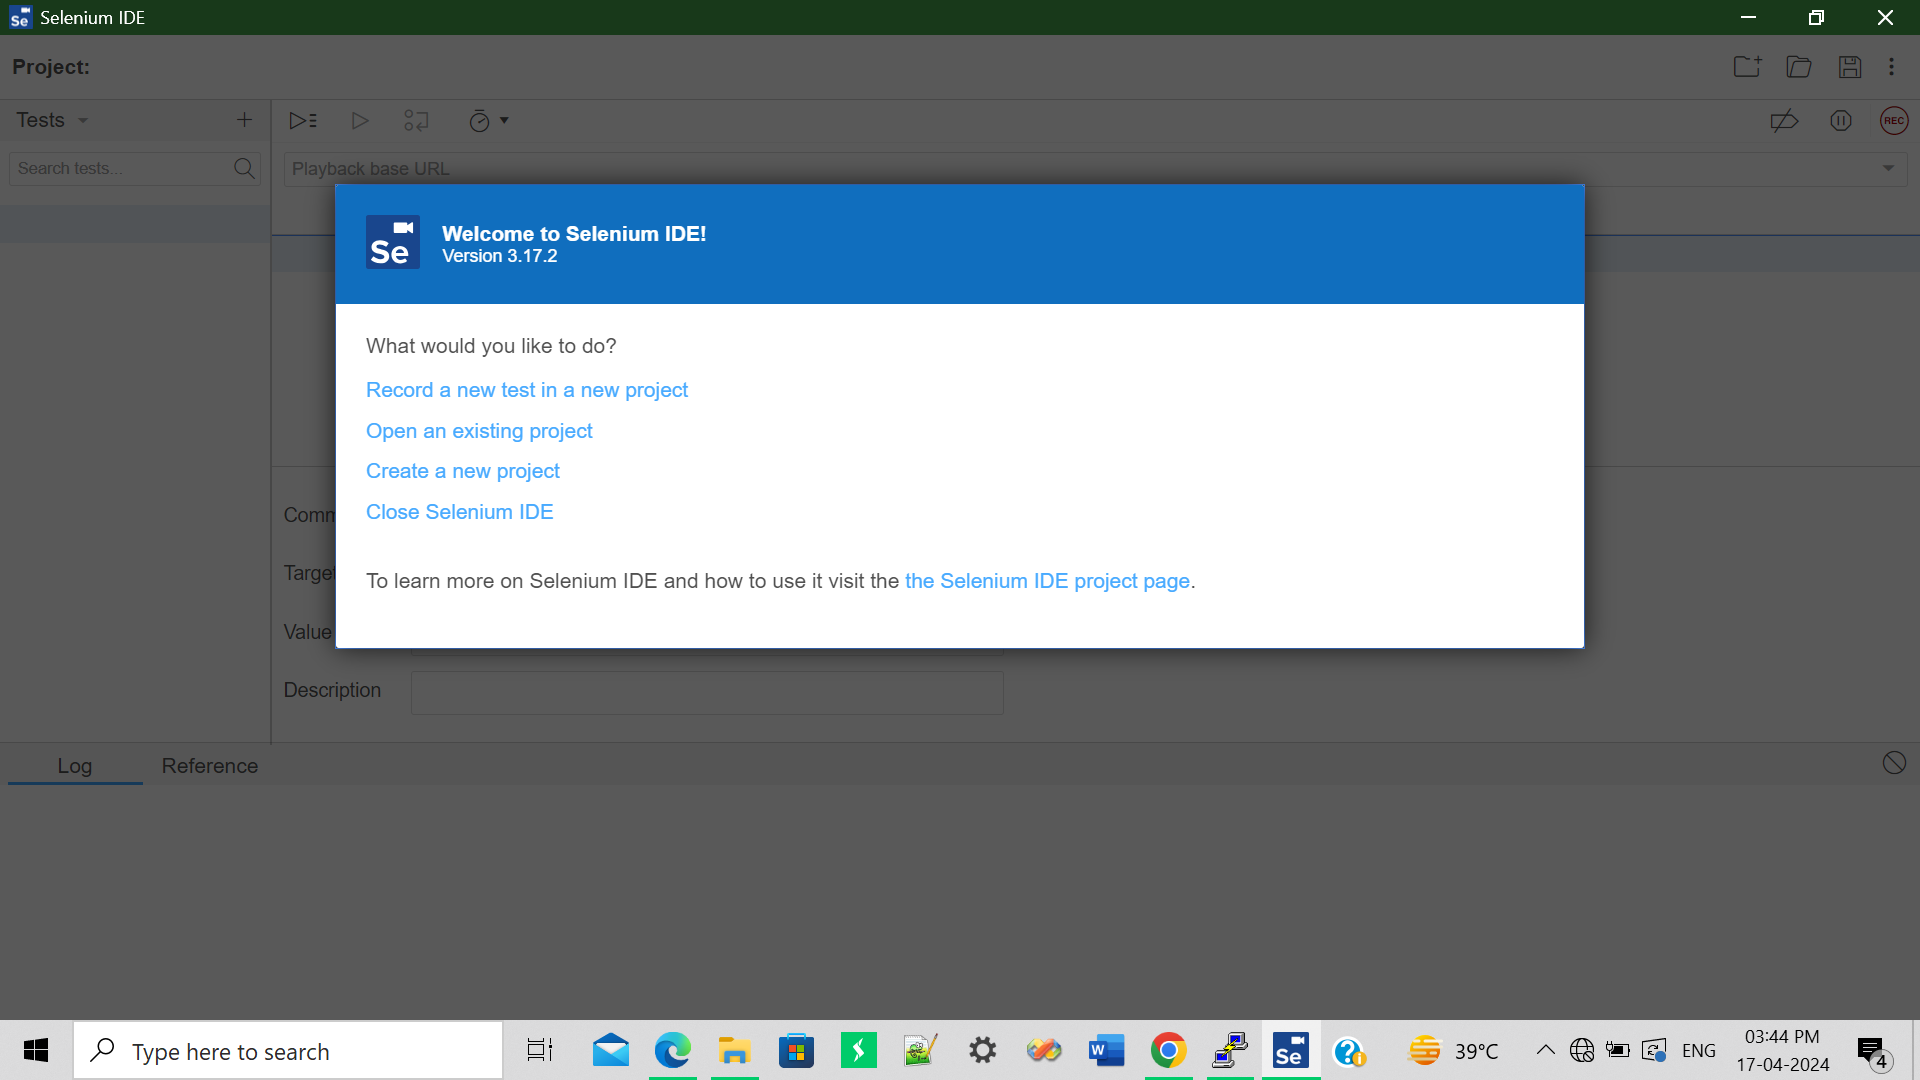 Se Selenium IDE
Project:
Tests
Search tests...
Playback base URL
REC
Se
Welcome to Selenium IDE!
Version 3.17.2
What would you like to do?
Record a new test in a new project
Open an existing project
Create a new project
Close Selenium IDE
To learn more on Selenium IDE and how to use it visit the the Selenium IDE project page.
Comm
Target
Value
Description
Log Reference
Type here to search
W
Se
39°C
ENG
03:44 PM
17-04-2024
4